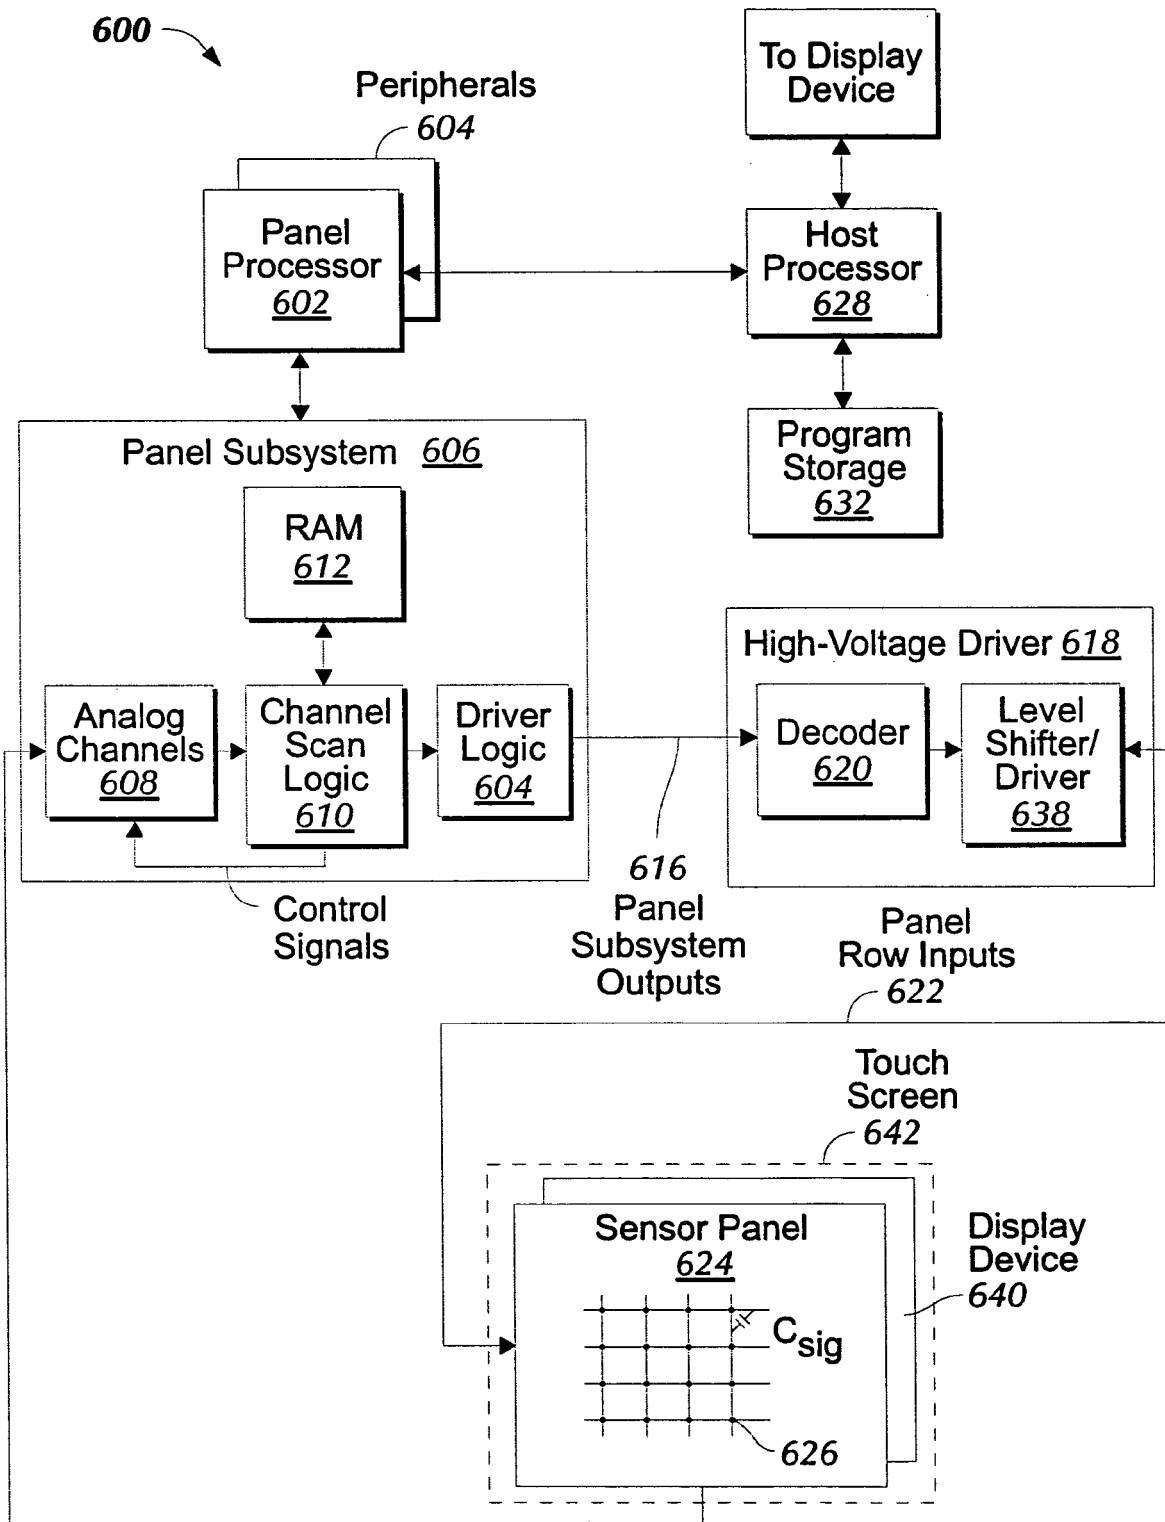 600
Peripherals
604
To Display
Device
Panel
Processor
602
Host
Processor
628
Program
Storage
632
Panel Subsystem 606
RAM
612
Analog
Channels
608
Channel
Scan
Logic
610
Driver
Logic
604
Control
Signals
616
Panel
Subsystem
Outputs
High-Voltage Driver 618
Decoder
620
Level
Shifter/
Driver
638
Panel
Row Inputs
622
Touch
Screen
642
Sensor Panel
624
Csig
626
Display
Device
640